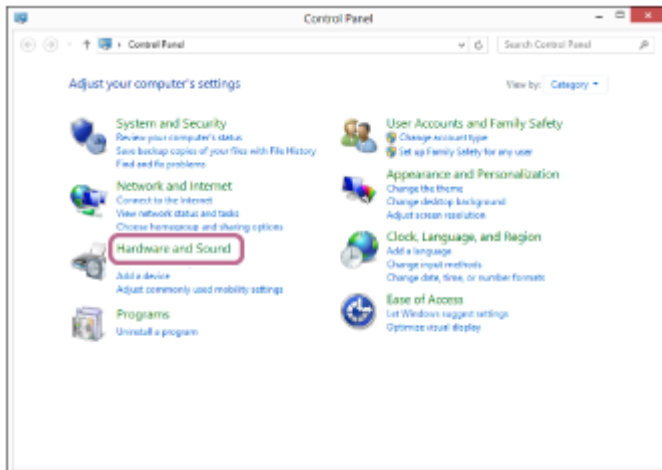 Control Panel
Control Panel
Search Control Panel
Adjust your computer's settings
View by: Category
System and Security
Review your computer's status
Save backup copies of your files with File History
Find and fix problems
Network and Internet
Connect to the Internet
View network status and tasks
Choose homegroup and sharing options
Hardware and Sound
Add a device
Adjust commonly used mobility settings
Programs
Uninstall a program
User Accounts and Family Safety
Change account type
Set up Family Safety for any user
Appearance and Personalization
Change the theme
Change desktop background
Adjust screen resolution
Clock, Language, and Region
Add a language
Change input methods
Change date, time, or number formats
Ease of Access
Let Windows suggest settings
Optimize visual display